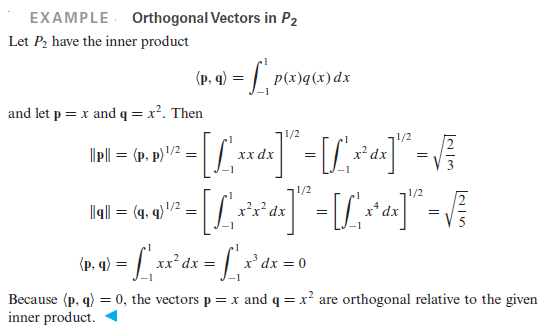 EXAMPLE Orthogonal Vectors in P₂
Let P₂ have the inner product
⟨p, q⟩ = ∫₋₁¹ p(x)q(x) dx
and let p = x and q = x². Then
‖p‖ = ⟨p, p⟩^1/2 = [∫₋₁¹ xx dx]^1/2 = [∫₋₁¹ x² dx]^1/2 = √(2/3)
‖q‖ = ⟨q, q⟩^1/2 = [∫₋₁¹ x²x² dx]^1/2 = [∫₋₁¹ x⁴ dx]^1/2 = √(2/5)
⟨p, q⟩ = ∫₋₁¹ xx² dx = ∫₋₁¹ x³ dx = 0
Because ⟨p, q⟩ = 0, the vectors p = x and q = x² are orthogonal relative to the given
inner product. ◀